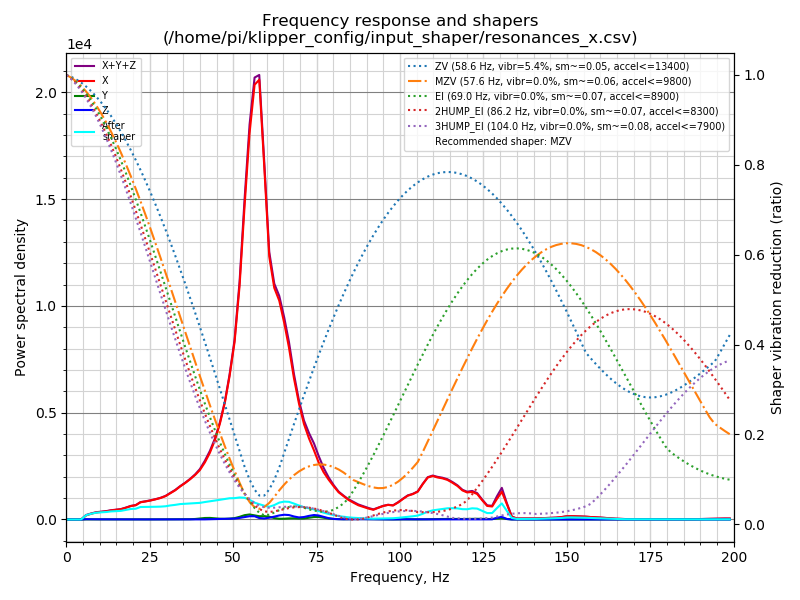 Frequency response and shapers
(/home/pi/klipper_config/input_shaper/resonances_x.csv)
1e4
X+Y+Z
X
Y
Z
After
shaper
ZV (58.6 Hz, vibr=5.4%, sm~=0.05, accel<=13400)
MZV (57.6 Hz, vibr=0.0%, sm~=0.06, accel<=9800)
EI (69.0 Hz, vibr=0.0%, sm~=0.07, accel<=8900)
2HUMP_EI (86.2 Hz, vibr=0.0%, sm~=0.07, accel<=8300)
3HUMP_EI (104.0 Hz, vibr=0.0%, sm~=0.08, accel<=7900)
Recommended shaper: MZV
Power spectral density
2.0
1.5
1.0
0.5
0.0
1.0
0.8
0.6
0.4
0.2
0.0
Shaper vibration reduction (ratio)
0 25 50 75 100 125 150 175 200
Frequency, Hz